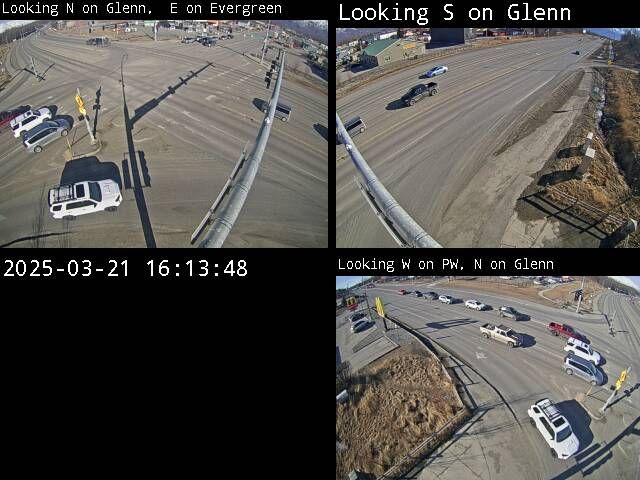 Looking N on Glenn,  E on Evergreen
Looking S on Glenn
2025-03-21 16:13:48
Looking W on PW, N on Glenn